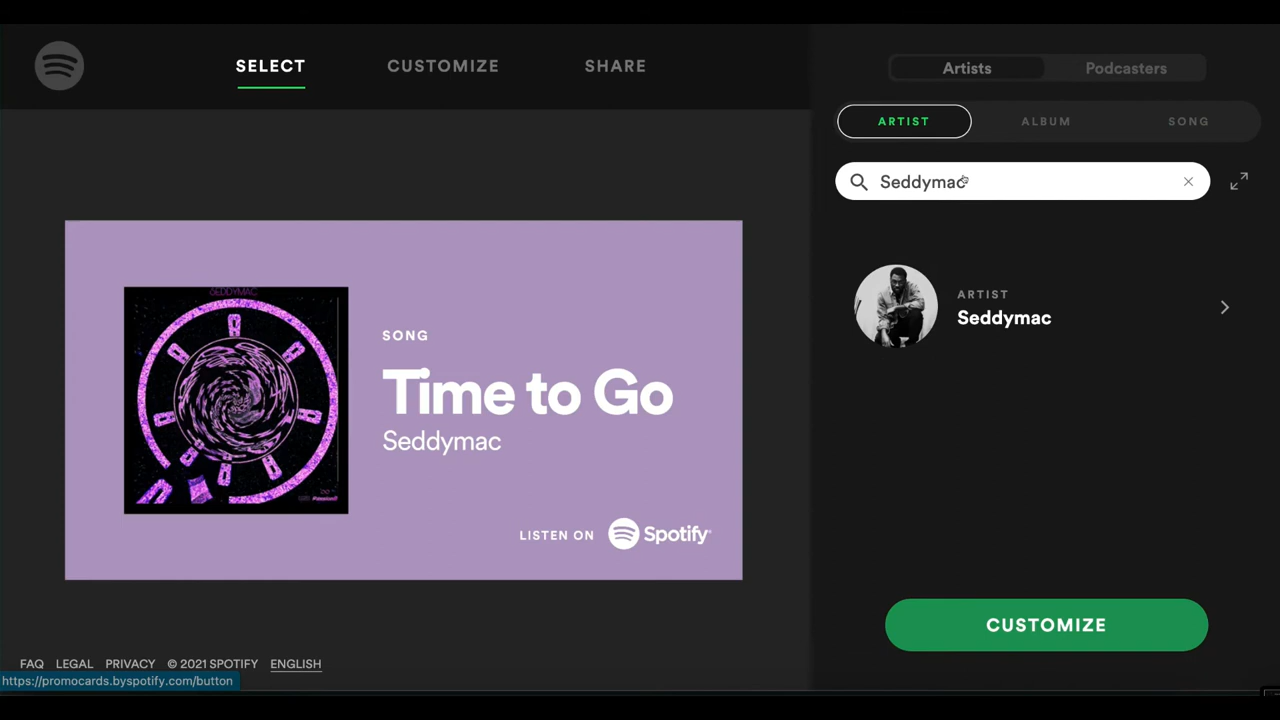 SELECT
CUSTOMIZE
SHARE
Artists
Podcasters
ARTIST
ALBUM
SONG
Seddymac
SEDDYMAC
SONG
Time to Go
Seddymac
LISTEN ON Spotify
ARTIST
Seddymac
CUSTOMIZE
FAQ LEGAL PRIVACY © 2021 SPOTIFY ENGLISH
https://promocards.byspotify.com/button